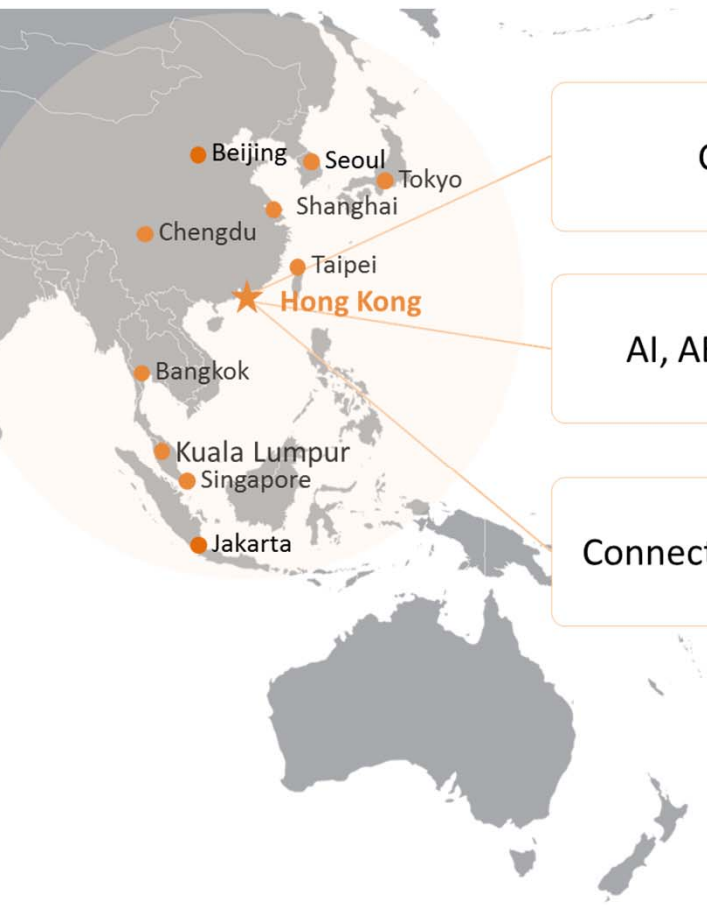 Beijing
Seoul
Tokyo
Shanghai
Chengdu
Taipei
Hong Kong
AI,
Bangkok
Kuala Lumpur
Singapore
Jakarta